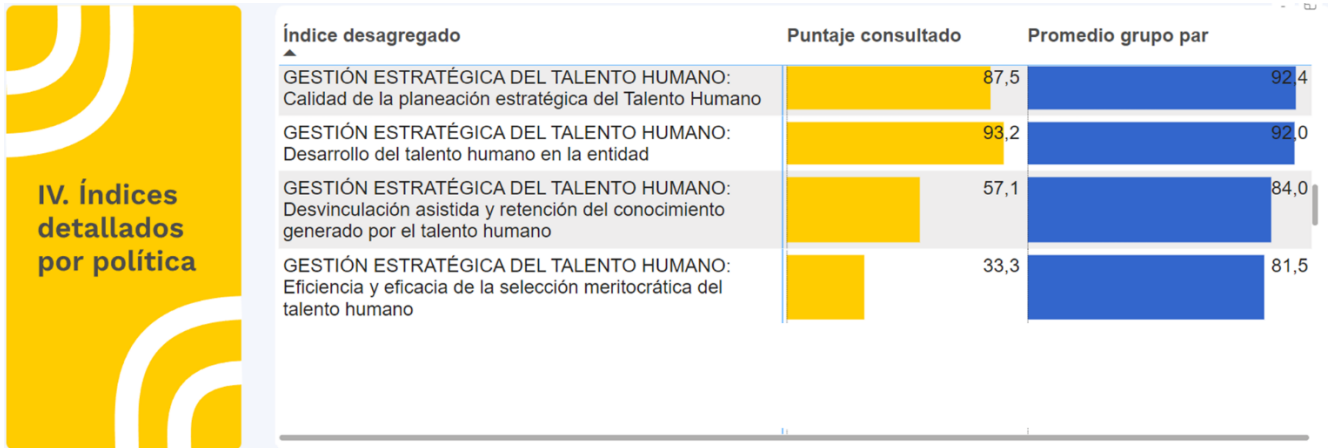 IV. Índices
detallados
por política
Índice desagregado Puntaje consultado Promedio grupo par
GESTIÓN ESTRATÉGICA DEL TALENTO HUMANO:
Calidad de la planeación estratégica del Talento Humano
87,5 92,4
GESTIÓN ESTRATÉGICA DEL TALENTO HUMANO:
Desarrollo del talento humano en la entidad
93,2 92,0
GESTIÓN ESTRATÉGICA DEL TALENTO HUMANO:
Desvinculación asistida y retención del conocimiento
generado por el talento humano
57,1 84,0
GESTIÓN ESTRATÉGICA DEL TALENTO HUMANO:
Eficiencia y eficacia de la selección meritocrática del
talento humano
33,3 81,5